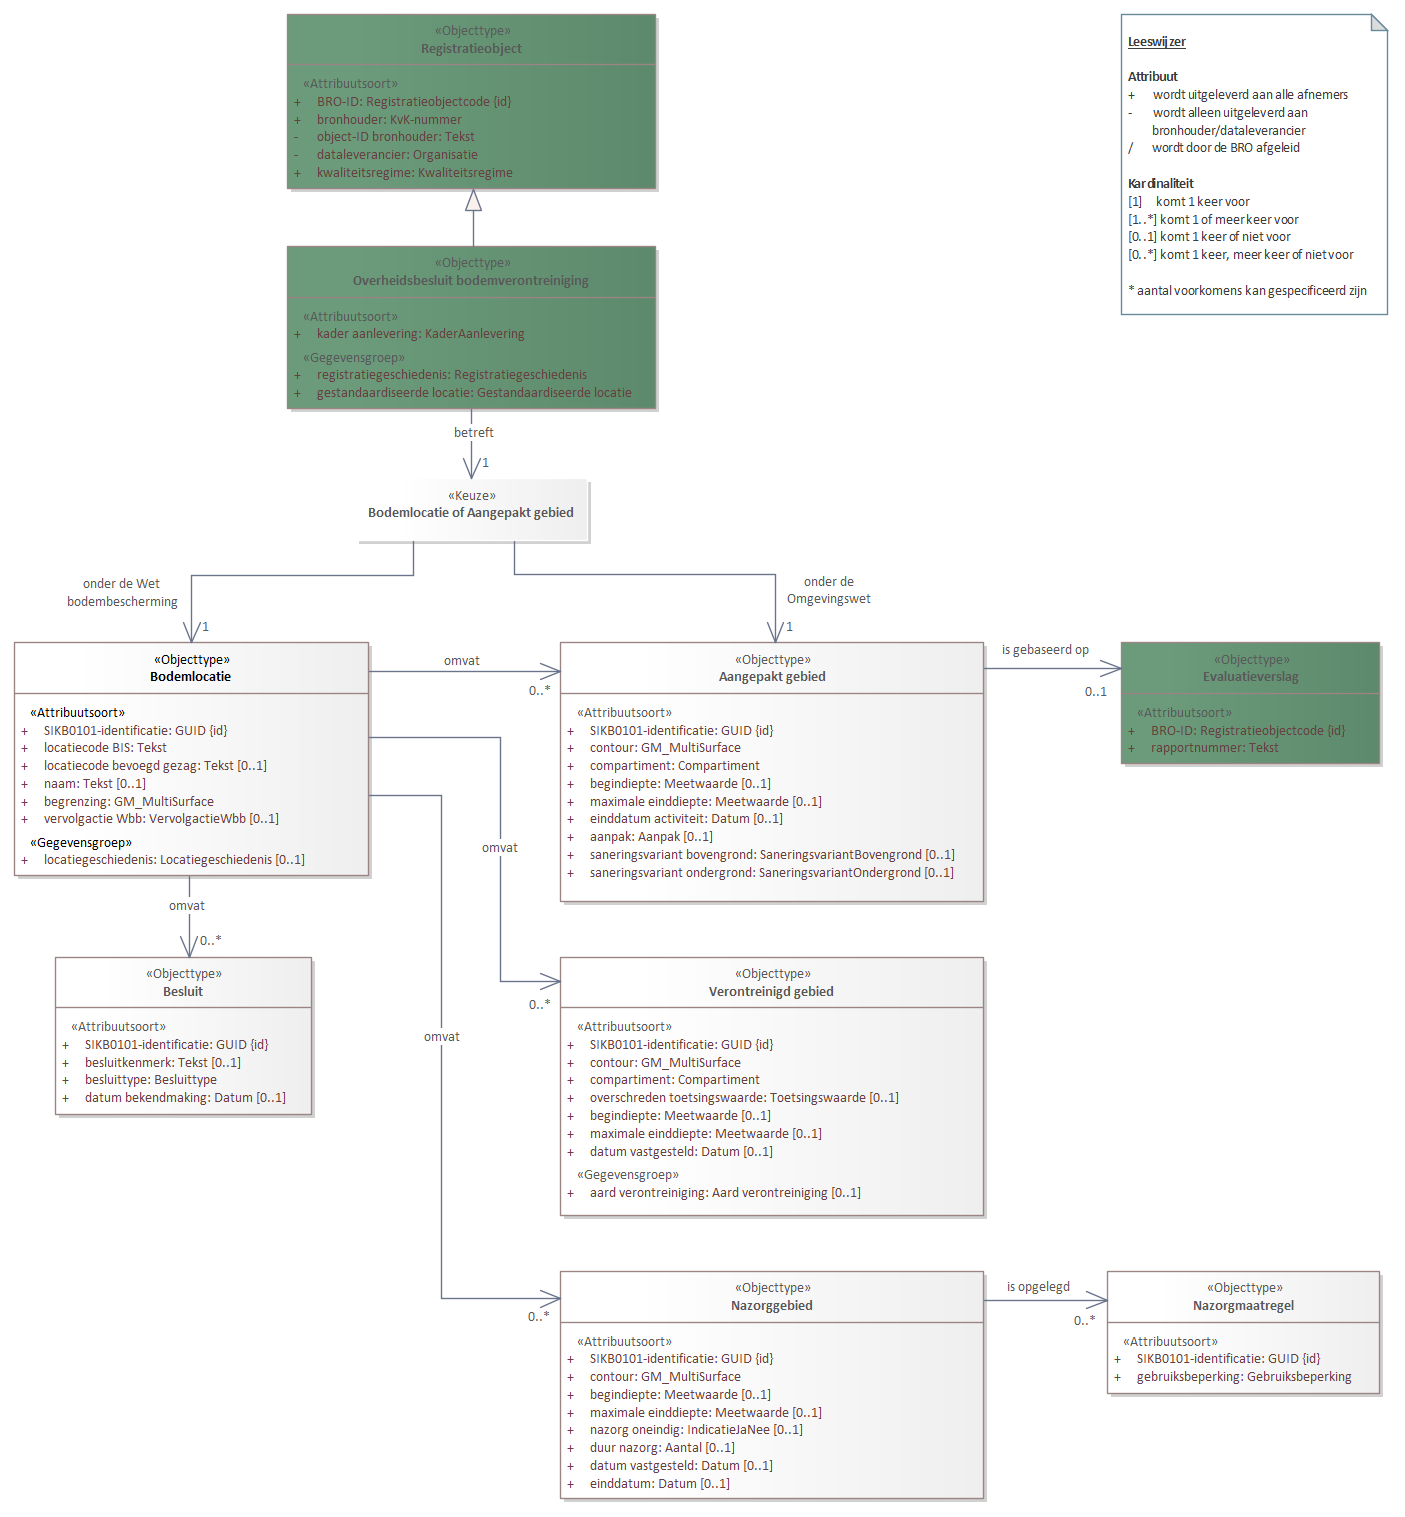 «Objecttype»
Registratieobject
«Attribuutsoort»
+ BRO-ID: Registratieobjectcode {id}
+ bronhouder: KvK-nummer
- object-ID bronhouder: Tekst
- dataleverancier: Organisatie
+ kwaliteitsregime: Kwaliteitsregime
Leeswijzer
Attribuut
+ wordt uitgeleverd aan alle afnemers
- wordt alleen uitgeleverd aan
bronhouder/dataleverancier
/ wordt door de BRO afgeleid
Kardinaliteit
[1] komt 1 keer voor
[1..*] komt 1 of meer keer voor
[0..1] komt 1 keer of niet voor
[0..*] komt 1 keer, meer keer of niet voor
* aantal voorkomens kan gespecificeerd zijn
«Objecttype»
Overheidsbesluit bodemverontreiniging
«Attribuutsoort»
+ kader aanlevering: KaderAanlevering
«Gegevensgroep»
+ registratiegeschiedenis: Registratiegeschiedenis
+ gestandaardiseerde locatie: Gestandaardiseerde locatie
betreft
1
«Keuze»
Bodemlocatie of Aangepakt gebied
onder de Wet
bodembescherming
1
onder de
Omgevingswet
1
«Objecttype»
Bodemlocatie
«Attribuutsoort»
+ SIKB0101-identificatie: GUID {id}
+ locatiecode BIS: Tekst
+ locatiecode bevoegd gezag: Tekst [0..1]
+ naam: Tekst [0..1]
+ begrenzing: GM_MultiSurface
+ vervolgactie Wbb: VervolgactieWbb [0..1]
«Gegevensgroep»
+ locatiegeschiedenis: Locatiegeschiedenis [0..1]
omvat
0..*
«Objecttype»
Aangepakt gebied
«Attribuutsoort»
+ SIKB0101-identificatie: GUID {id}
+ contour: GM_MultiSurface
+ compartiment: Compartiment
+ begindiepte: Meetwaarde [0..1]
+ maximale einddiepte: Meetwaarde [0..1]
+ einddatum activiteit: Datum [0..1]
+ aanpak: Aanpak [0..1]
+ saneringsvariant bovengrond: SaneringsvariantBovengrond [0..1]
+ saneringsvariant ondergrond: SaneringsvariantOndergrond [0..1]
is gebaseerd op
0..1
«Objecttype»
Evaluatieverslag
«Attribuutsoort»
+ BRO-ID: Registratieobjectcode {id}
+ rapportnummer: Tekst
omvat
0..*
«Objecttype»
Besluit
«Attribuutsoort»
+ SIKB0101-identificatie: GUID {id}
+ besluitkenmerk: Tekst [0..1]
+ besluittype: Besluittype
+ datum bekendmaking: Datum [0..1]
omvat
0..*
«Objecttype»
Verontreinigd gebied
«Attribuutsoort»
+ SIKB0101-identificatie: GUID {id}
+ contour: GM_MultiSurface
+ compartiment: Compartiment
+ overschreden toetsingswaarde: Toetsingswaarde [0..1]
+ begindiepte: Meetwaarde [0..1]
+ maximale einddiepte: Meetwaarde [0..1]
+ datum vastgesteld: Datum [0..1]
«Gegevensgroep»
+ aard verontreiniging: Aard verontreiniging [0..1]
omvat
0..*
«Objecttype»
Nazorggebied
«Attribuutsoort»
+ SIKB0101-identificatie: GUID {id}
+ contour: GM_MultiSurface
+ begindiepte: Meetwaarde [0..1]
+ maximale einddiepte: Meetwaarde [0..1]
+ nazorg oneindig: IndicatieJaNee [0..1]
+ duur nazorg: Aantal [0..1]
+ datum vastgesteld: Datum [0..1]
+ einddatum: Datum [0..1]
is opgelegd
0..*
«Objecttype»
Nazorgmaatregel
«Attribuutsoort»
+ SIKB0101-identificatie: GUID {id}
+ gebruiksbeperking: Gebruiksbeperking